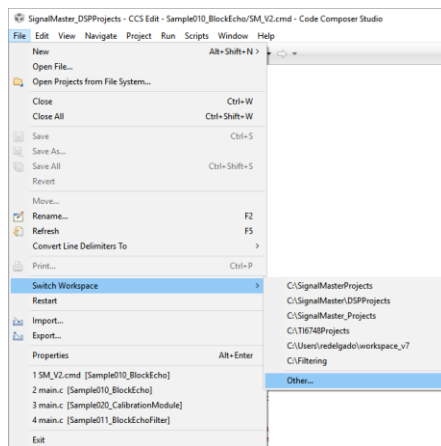 SignalMaster_DSPProjects - CCS Edit - Sample010_BlockEcho/SM_V2.cmd - Code Composer Studio
File Edit View Navigate Project Run Scripts Window Help
New Alt+Shift+N >
Open File...
Open Projects from File System...
Close Ctrl+W
Close All Ctrl+Shift+W
Save Ctrl+S
Save As...
Save All Ctrl+Shift+S
Revert
Move...
Rename... F2
Refresh F5
Convert Line Delimiters To >
Print... Ctrl+P
Switch Workspace >
Restart
Import...
Export...
Properties Alt+Enter
1 SM_V2.cmd [Sample010_BlockEcho]
2 main.c [Sample010_BlockEcho]
3 main.c [Sample020_CalibrationModule]
4 main.c [Sample011_BlockEchoFilter]
Exit
C:\SignalMasterProjects
C:\SignalMaster\DSPProjects
C:\SignalMaster_Projects
C:\TI6748Projects
C:\Users\redelgado\workspace_v7
C:\Filtering
Other...